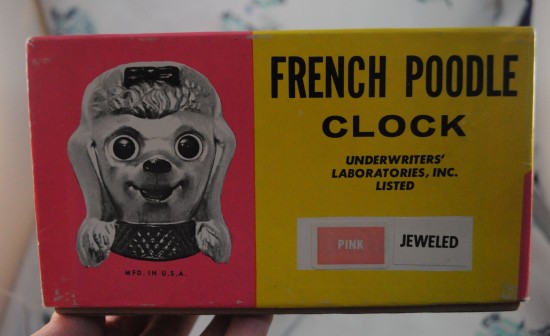 FRENCH POODLE
CLOCK
UNDERWRITERS'
LABORATORIES, INC.
LISTED
PINK
JEWELED
MFD. IN U.S.A.